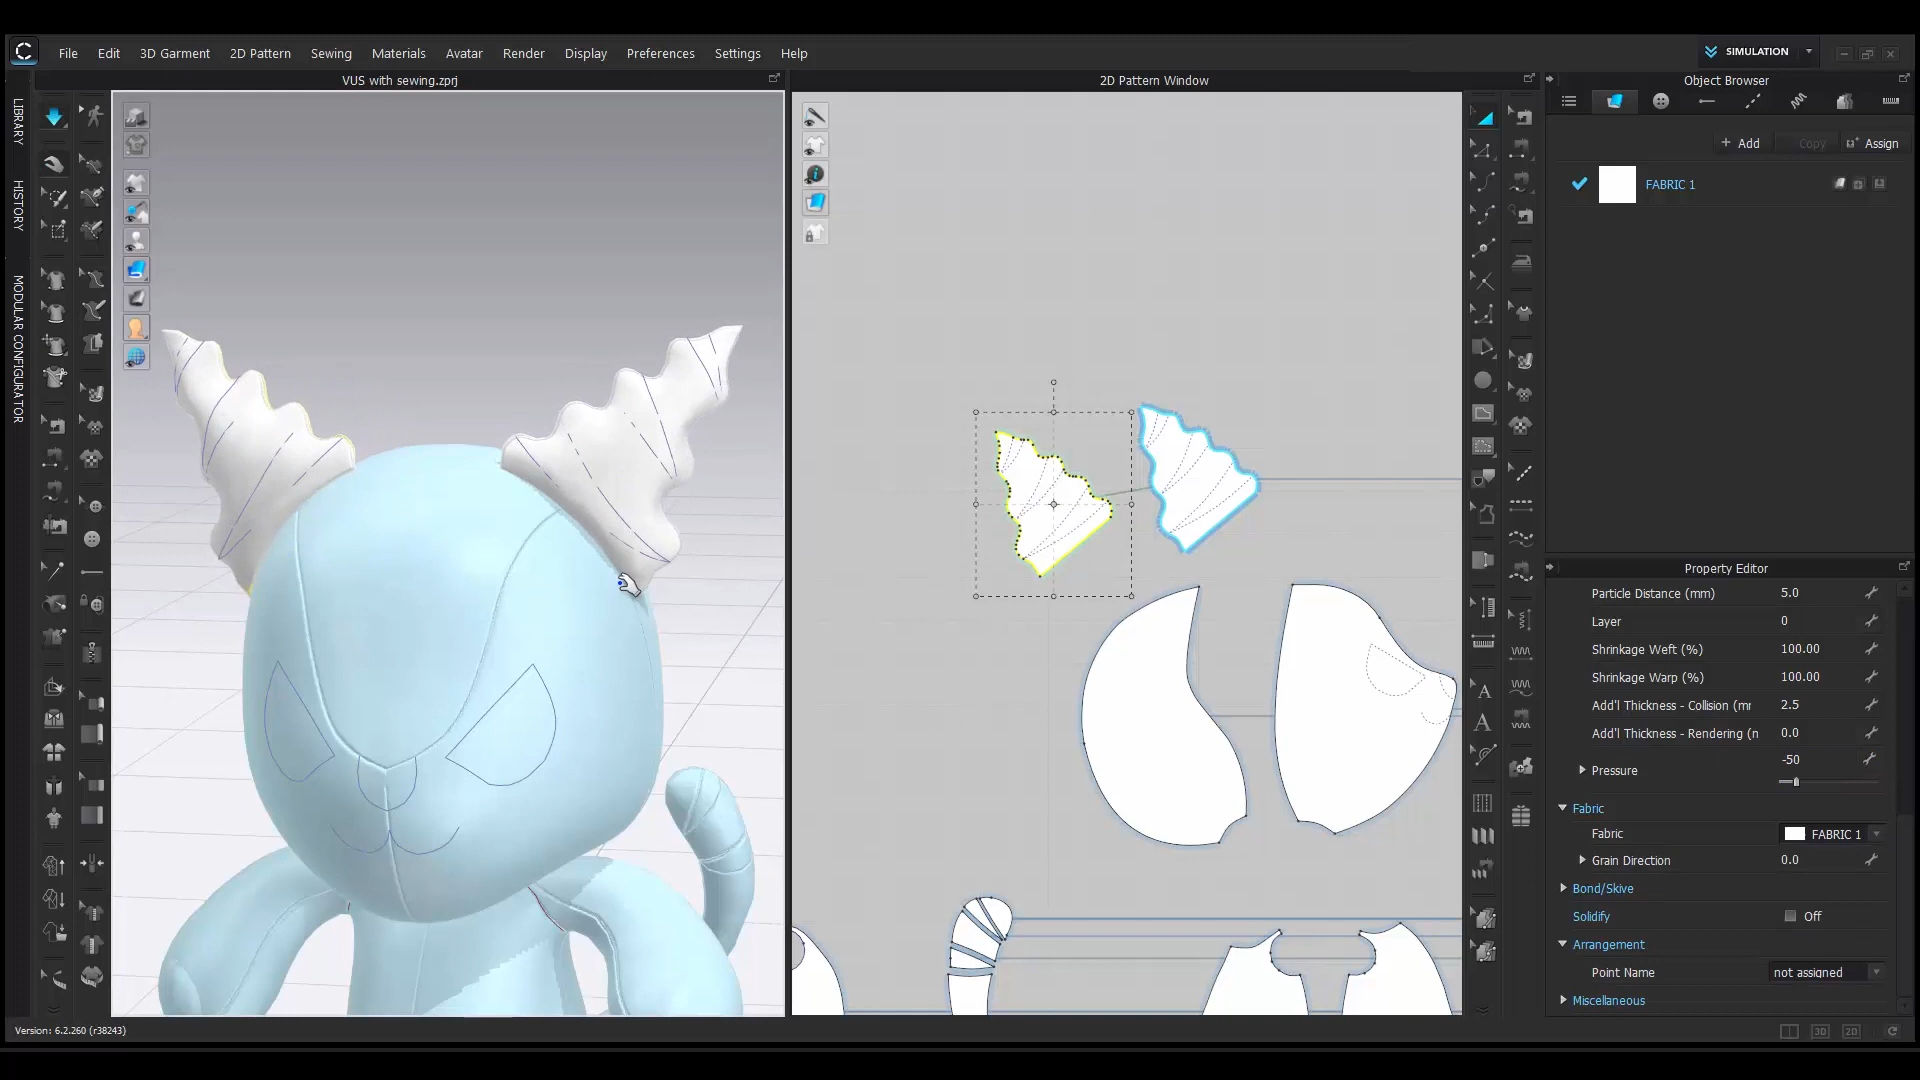 File Edit 3D Garment 2D Pattern Sewing Materials Avatar Render Display Preferences Settings Help
SIMULATION
VUS with sewing.zprj
2D Pattern Window
Object Browser
LIBRARY
HISTORY
MODULAR CONFIGURATOR
+ Add Copy Assign
FABRIC 1
Property Editor
Particle Distance (mm) 5.0
Layer 0
Shrinkage Weft (%) 100.00
Shrinkage Warp (%) 100.00
Add'l Thickness - Collision (mr 2.5
Add'l Thickness - Rendering (n 0.0
Pressure -50
Fabric
Fabric FABRIC 1
Grain Direction 0.0
Bond/Skive
Solidify Off
Arrangement
Point Name not assigned
Miscellaneous
Version: 6.2.260 (r38243)
3D 2D